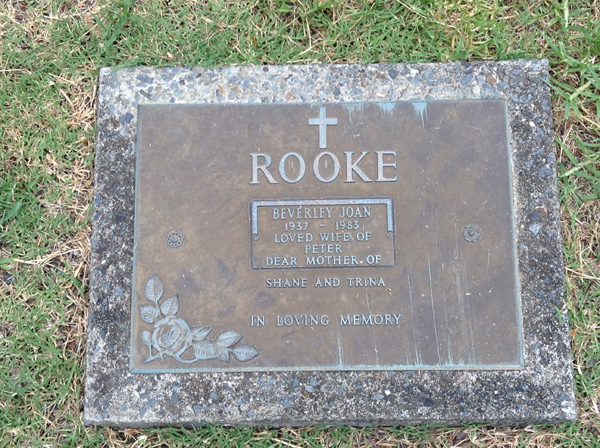 ROOKE
BEVERLEY JOAN
1937 - 1983
LOVED WIFE OF
PETER
DEAR MOTHER OF
SHANE AND TRINA
IN LOVING MEMORY